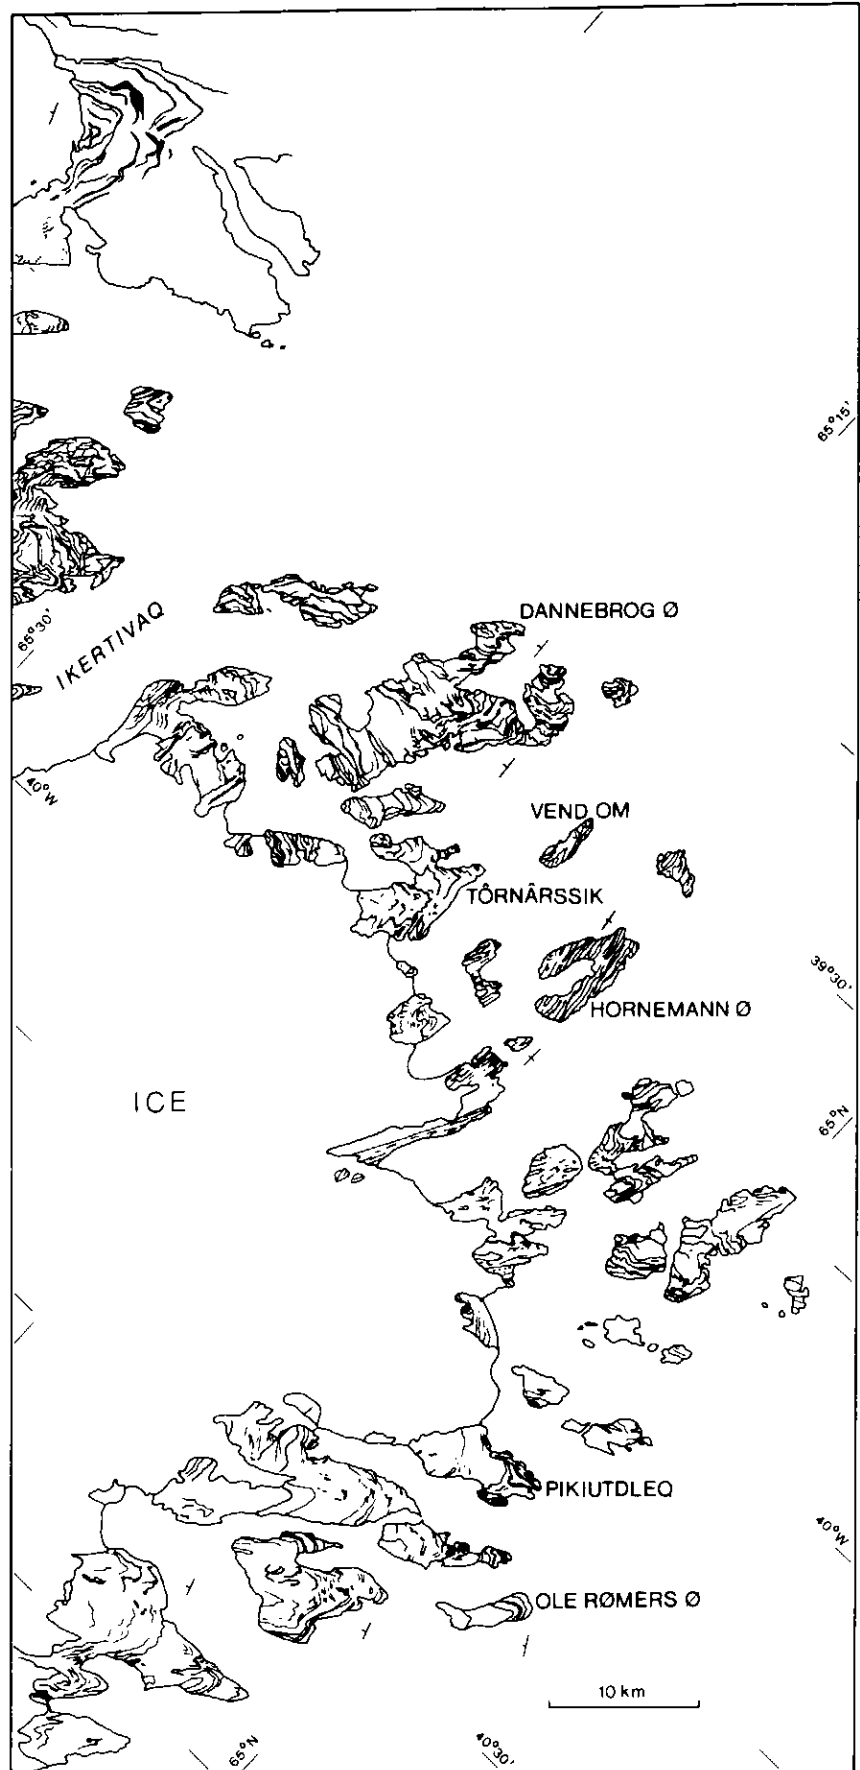 65°15'
DANNEBROG Ø
65°30'
IKERTIVAQ
40°W
VEND OM
TÔRNÂRSSIK
39°30'
HORNEMANN Ø
ICE
65°N
PIKIUTDLEQ
40°W
OLE RØMERS Ø
10 km
65°N
40°30'